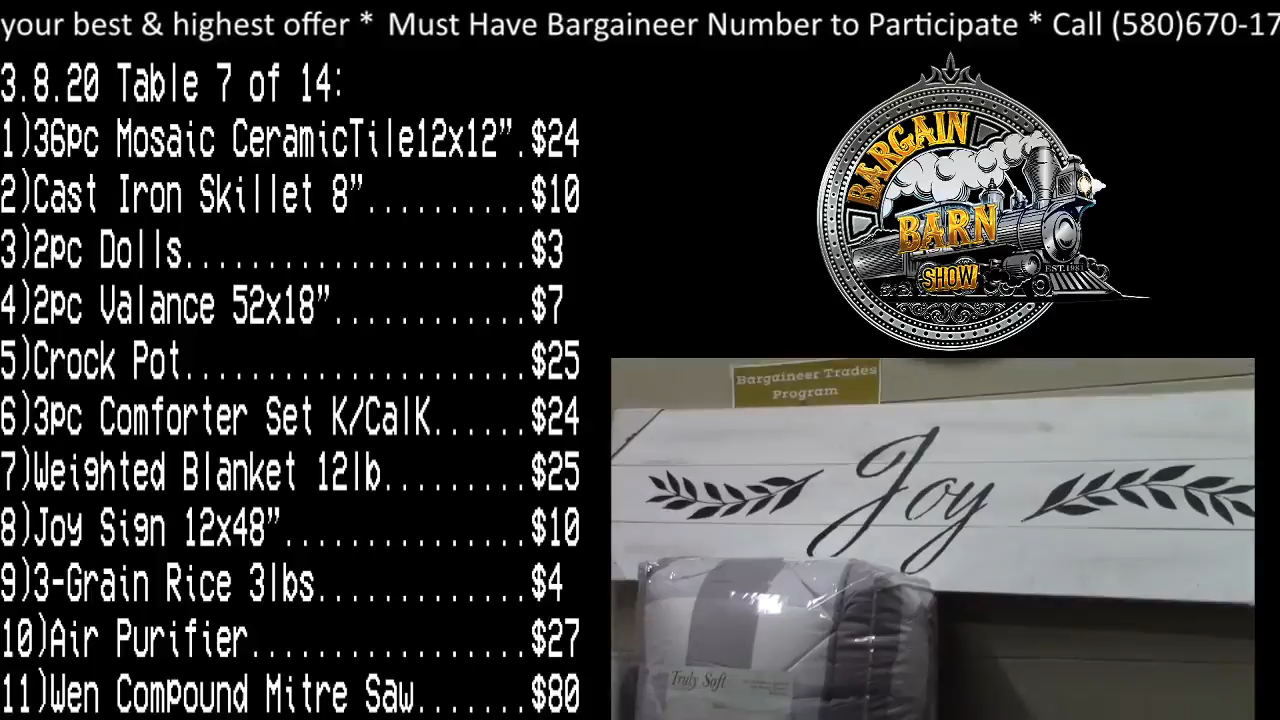 your best & highest offer * Must Have Bargaineer Number to Participate * Call (580)670-17
3.8.20 Table 7 of 14:
1)36pc Mosaic CeramicTile12x12".$24
2)Cast Iron Skillet 8"..........$10
3)2pc Dolls.....................$3
4)2pc Valance 52x18"............$7
5)Crock Pot.....................$25
6)3pc Comforter Set K/CalK......$24
7)Weighted Blanket 12lb.........$25
8)Joy Sign 12x48"...............$10
9)3-Grain Rice 3lbs.............$4
10)Air Purifier.................$27
11)Wen Compound Mitre Saw.......$80
BARGAIN
BARN
SHOW
Bargaineer Trades
Program
Joy
Truly Soft